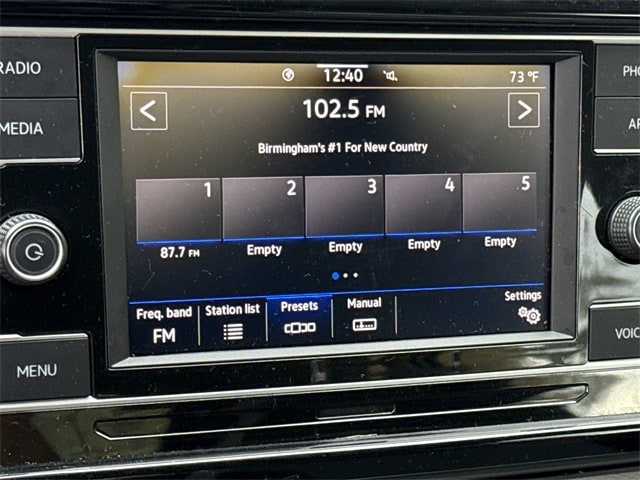 RADIO
MEDIA
MENU
12:40
73 °F
102.5 FM
Birmingham's #1 For New Country
1 2 3 4 5
87.7 FM Empty Empty Empty Empty
Freq. band
FM
Station list
Presets
Manual
Settings
PHO
AP
VOIC